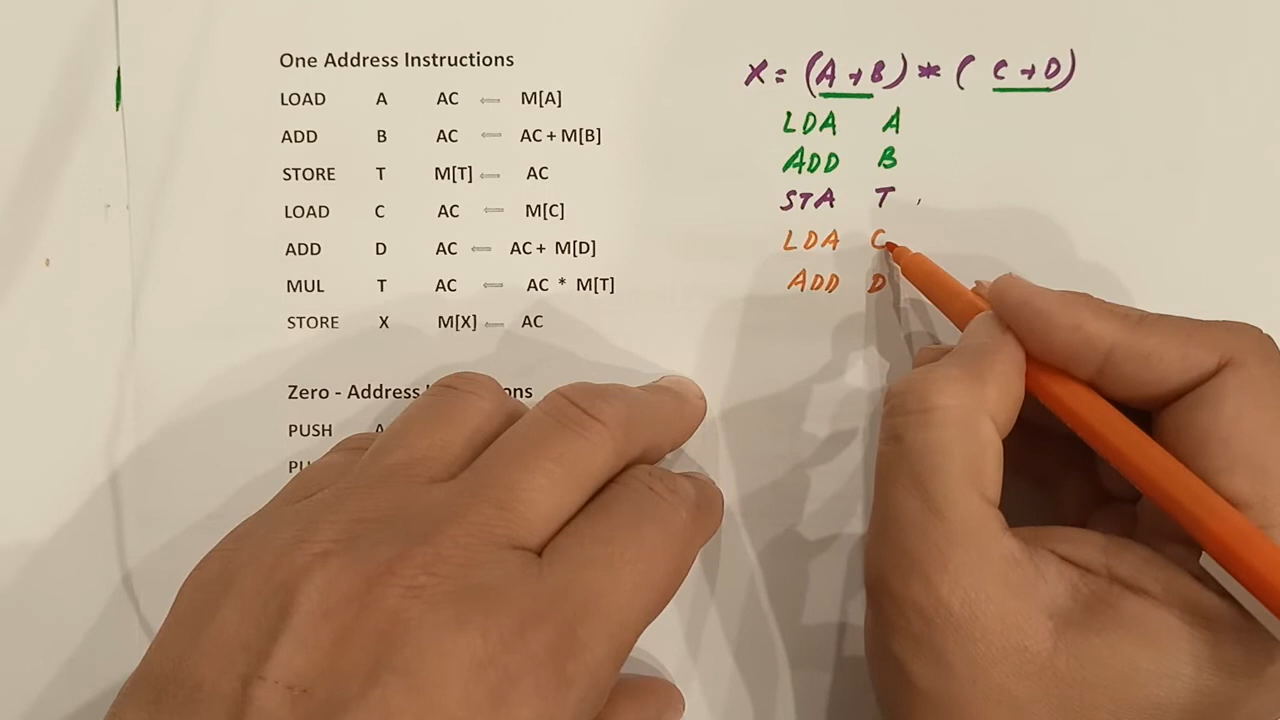 One Address Instructions
LOAD A AC ⇐ M[A]
ADD B AC ⇐ AC + M[B]
STORE T M[T] ⇐ AC
LOAD C AC ⇐ M[C]
ADD D AC ⇐ AC + M[D]
MUL T AC ⇐ AC * M[T]
STORE X M[X] ⇐ AC
Zero - Address
PUSH
X = (A+B) * (C+D)
LDA A
ADD B
STA T
LDA C
ADD D